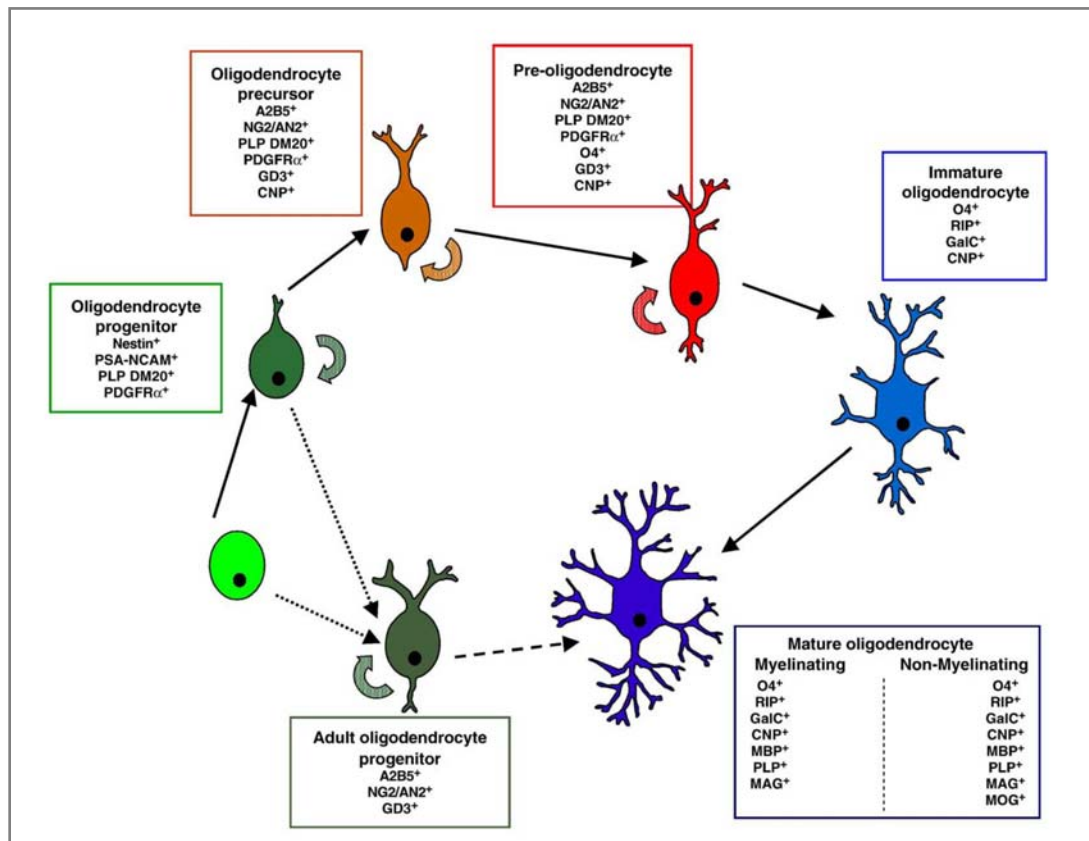 Oligodendrocyte
precursor
A2B5⁺
NG2/AN2⁺
PLP DM20⁺
PDGFRα⁺
GD3⁺
CNP⁺
Pre-oligodendrocyte
A2B5⁺
NG2/AN2⁺
PLP DM20⁺
PDGFRα⁺
O4⁺
GD3⁺
CNP⁺
Immature
oligodendrocyte
O4⁺
RIP⁺
GalC⁺
CNP⁺
Oligodendrocyte
progenitor
Nestin⁺
PSA-NCAM⁺
PLP DM20⁺
PDGFRα⁺
Adult oligodendrocyte
progenitor
A2B5⁺
NG2/AN2⁺
GD3⁺
Mature oligodendrocyte
Myelinating Non-Myelinating
O4⁺ O4⁺
RIP⁺ RIP⁺
GalC⁺ GalC⁺
CNP⁺ CNP⁺
MBP⁺ MBP⁺
PLP⁺ PLP⁺
MAG⁺ MAG⁺
MOG⁺